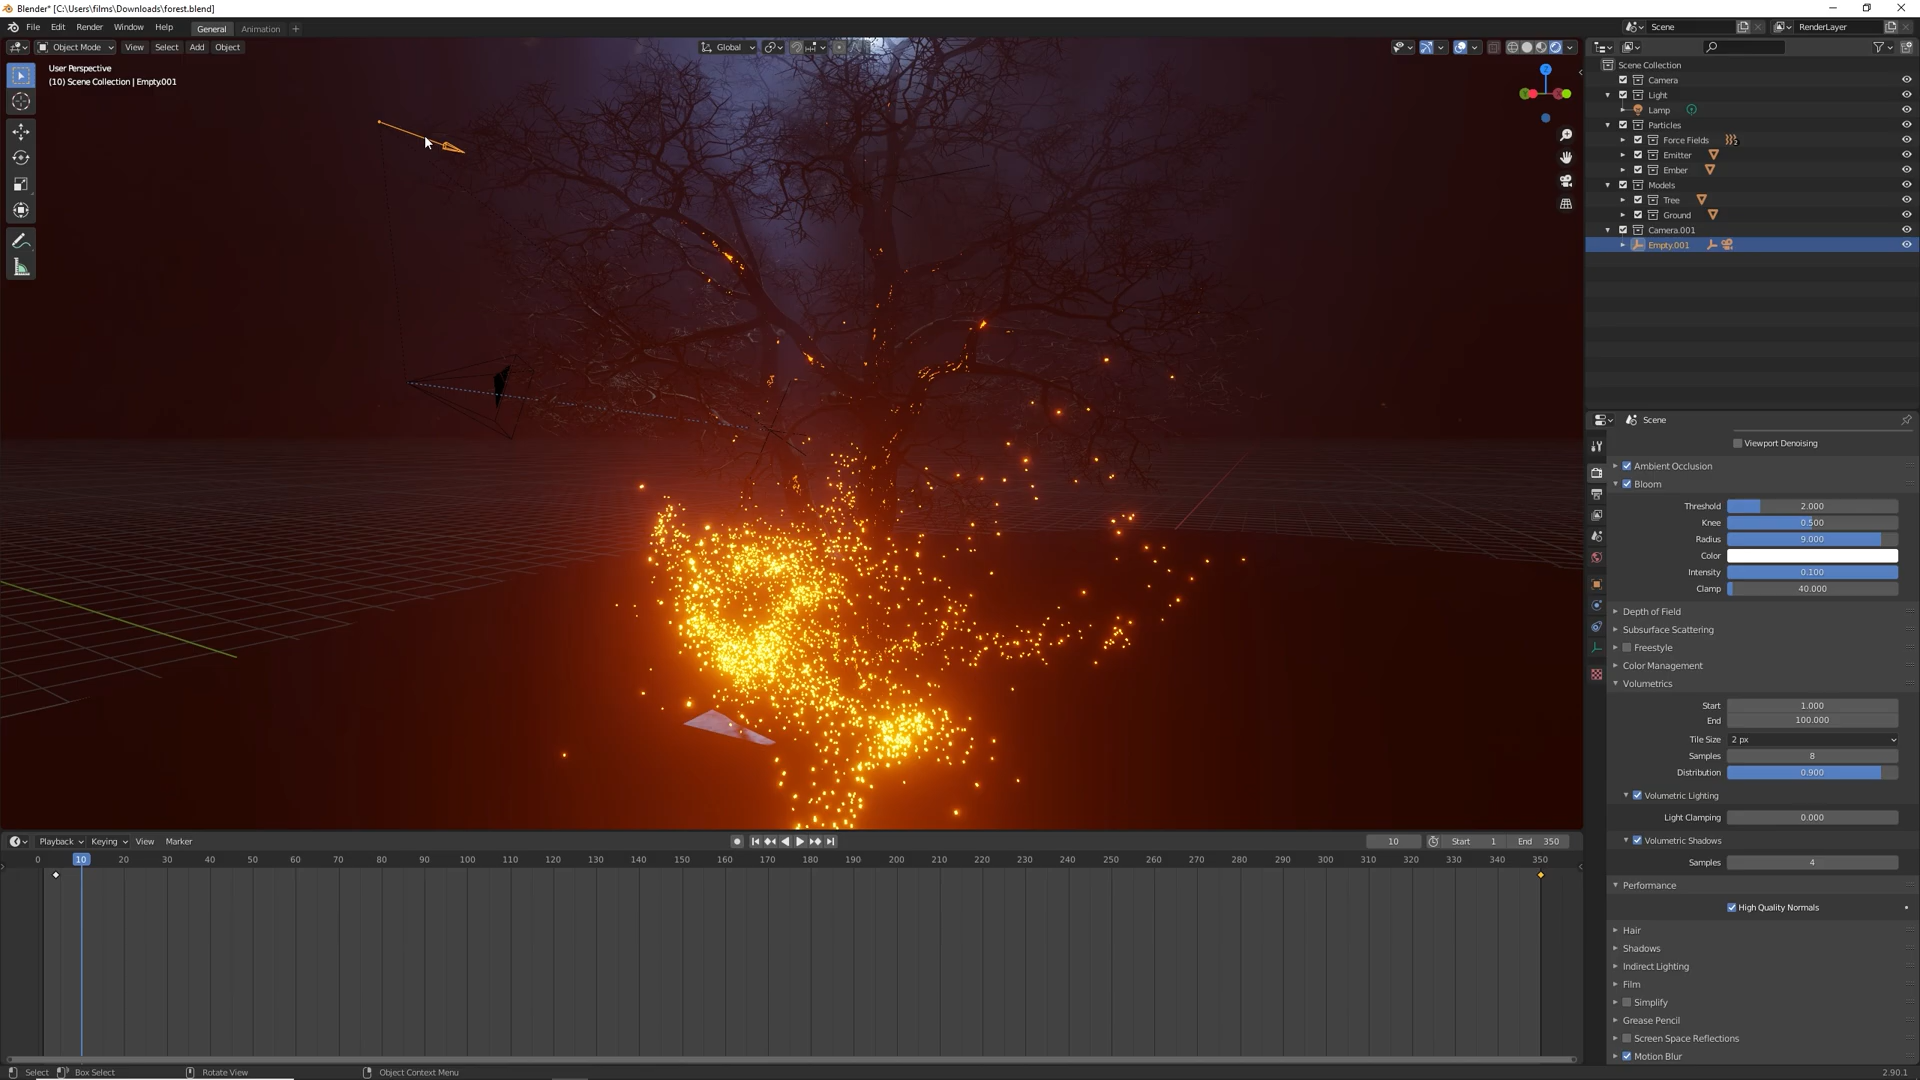 Blender* [C:\Users\films\Downloads\forest.blend]
File Edit Render Window Help General Animation + Scene RenderLayer
Object Mode View Select Add Object Global
User Perspective
(10) Scene Collection | Empty.001
Z
Scene Collection
Camera
Light
Lamp
Particles
Force Fields 2
Emitter
Ember
Models
Tree
Ground
Camera.001
Empty.001
Scene
Viewport Denoising
Ambient Occlusion
Bloom
Threshold 2.000
Knee 0.500
Radius 9.000
Color
Intensity 0.100
Clamp 40.000
Depth of Field
Subsurface Scattering
Freestyle
Color Management
Volumetrics
Start 1.000
End 100.000
Tile Size 2 px
Samples 8
Distribution 0.900
Volumetric Lighting
Light Clamping 0.000
Volumetric Shadows
Samples 4
Performance
High Quality Normals
Hair
Shadows
Indirect Lighting
Film
Simplify
Grease Pencil
Screen Space Reflections
Motion Blur
Playback Keying View Marker 10 Start 1 End 350
0 10 20 30 40 50 60 70 80 90 100 110 120 130 140 150 160 170 180 190 200 210 220 230 240 250 260 270 280 290 300 310 320 330 340 350
Select Box Select Rotate View Object Context Menu 2.90.1